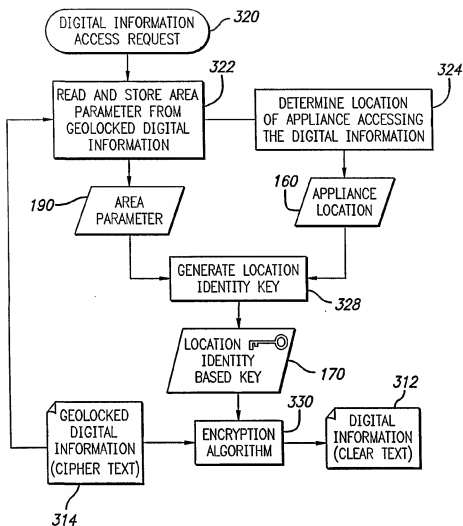 DIGITAL INFORMATION
ACCESS REQUEST
320
322
READ AND STORE AREA
PARAMETER FROM
GEOLOCKED DIGITAL
INFORMATION
324
DETERMINE LOCATION
OF APPLIANCE ACCESSING
THE DIGITAL INFORMATION
190
AREA
PARAMETER
160
APPLIANCE
LOCATION
GENERATE LOCATION
IDENTITY KEY
328
LOCATION
IDENTITY
BASED KEY
170
GEOLOCKED
DIGITAL
INFORMATION
(CIPHER TEXT)
314
330
ENCRYPTION
ALGORITHM
312
DIGITAL
INFORMATION
(CLEAR TEXT)